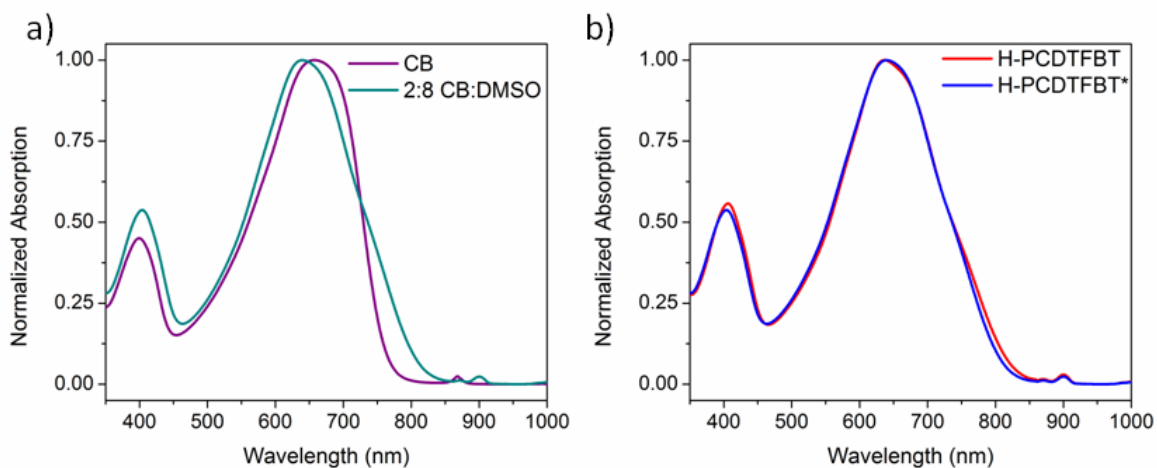 a)
CB
2:8 CB:DMSO
1.00
0.75
0.50
0.25
0.00
Normalized Absorption
400 500 600 700 800 900 1000
Wavelength (nm)
b)
H-PCDTFBT
H-PCDTFBT*
1.00
0.75
0.50
0.25
0.00
Normalized Absorption
400 500 600 700 800 900 1000
Wavelength (nm)